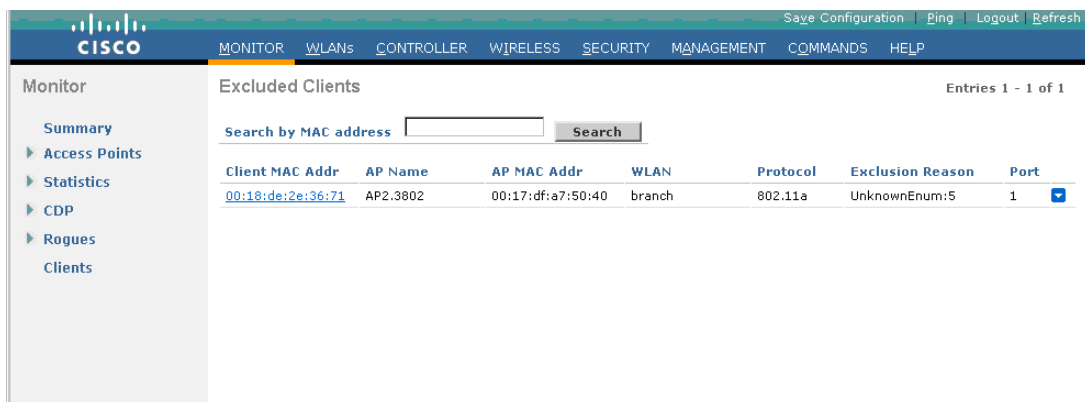 Save Configuration | Ping | Logout | Refresh
CISCO
MONITOR WLANs CONTROLLER WIRELESS SECURITY MANAGEMENT COMMANDS HELP
Monitor
Summary
Access Points
Statistics
CDP
Rogues
Clients
Excluded Clients
Entries 1 - 1 of 1
Search by MAC address Search
Client MAC Addr AP Name AP MAC Addr WLAN Protocol Exclusion Reason Port
00:18:de:2e:36:71 AP2.3802 00:17:df:a7:50:40 branch 802.11a UnknownEnum:5 1